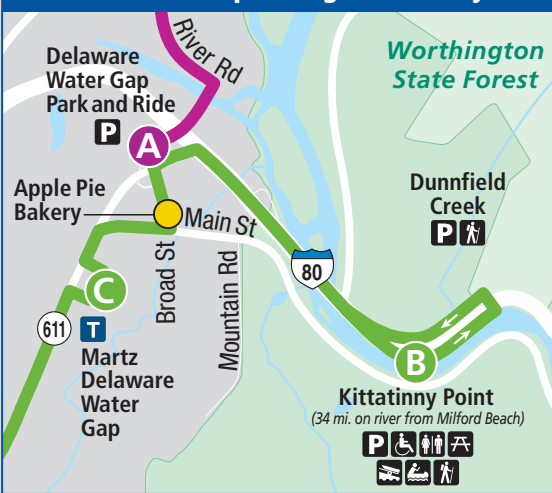 River Rd
Delaware
Water Gap
Park and Ride
P
A
Worthington
State Forest
Apple Pie
Bakery
Main St
Dunnfield
Creek
P
80
Broad St
Mountain Rd
C
611
T
Martz
Delaware
Water
Gap
B
Kittatinny Point
(34 mi. on river from Milford Beach)
P